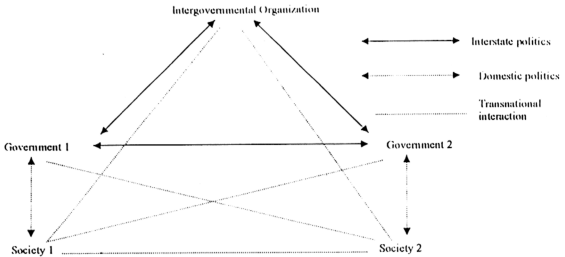 Intergovernmental Organization
Interstate politics
Domestic politics
Transnational
interaction
Government 1
Government 2
Society 1
Society 2